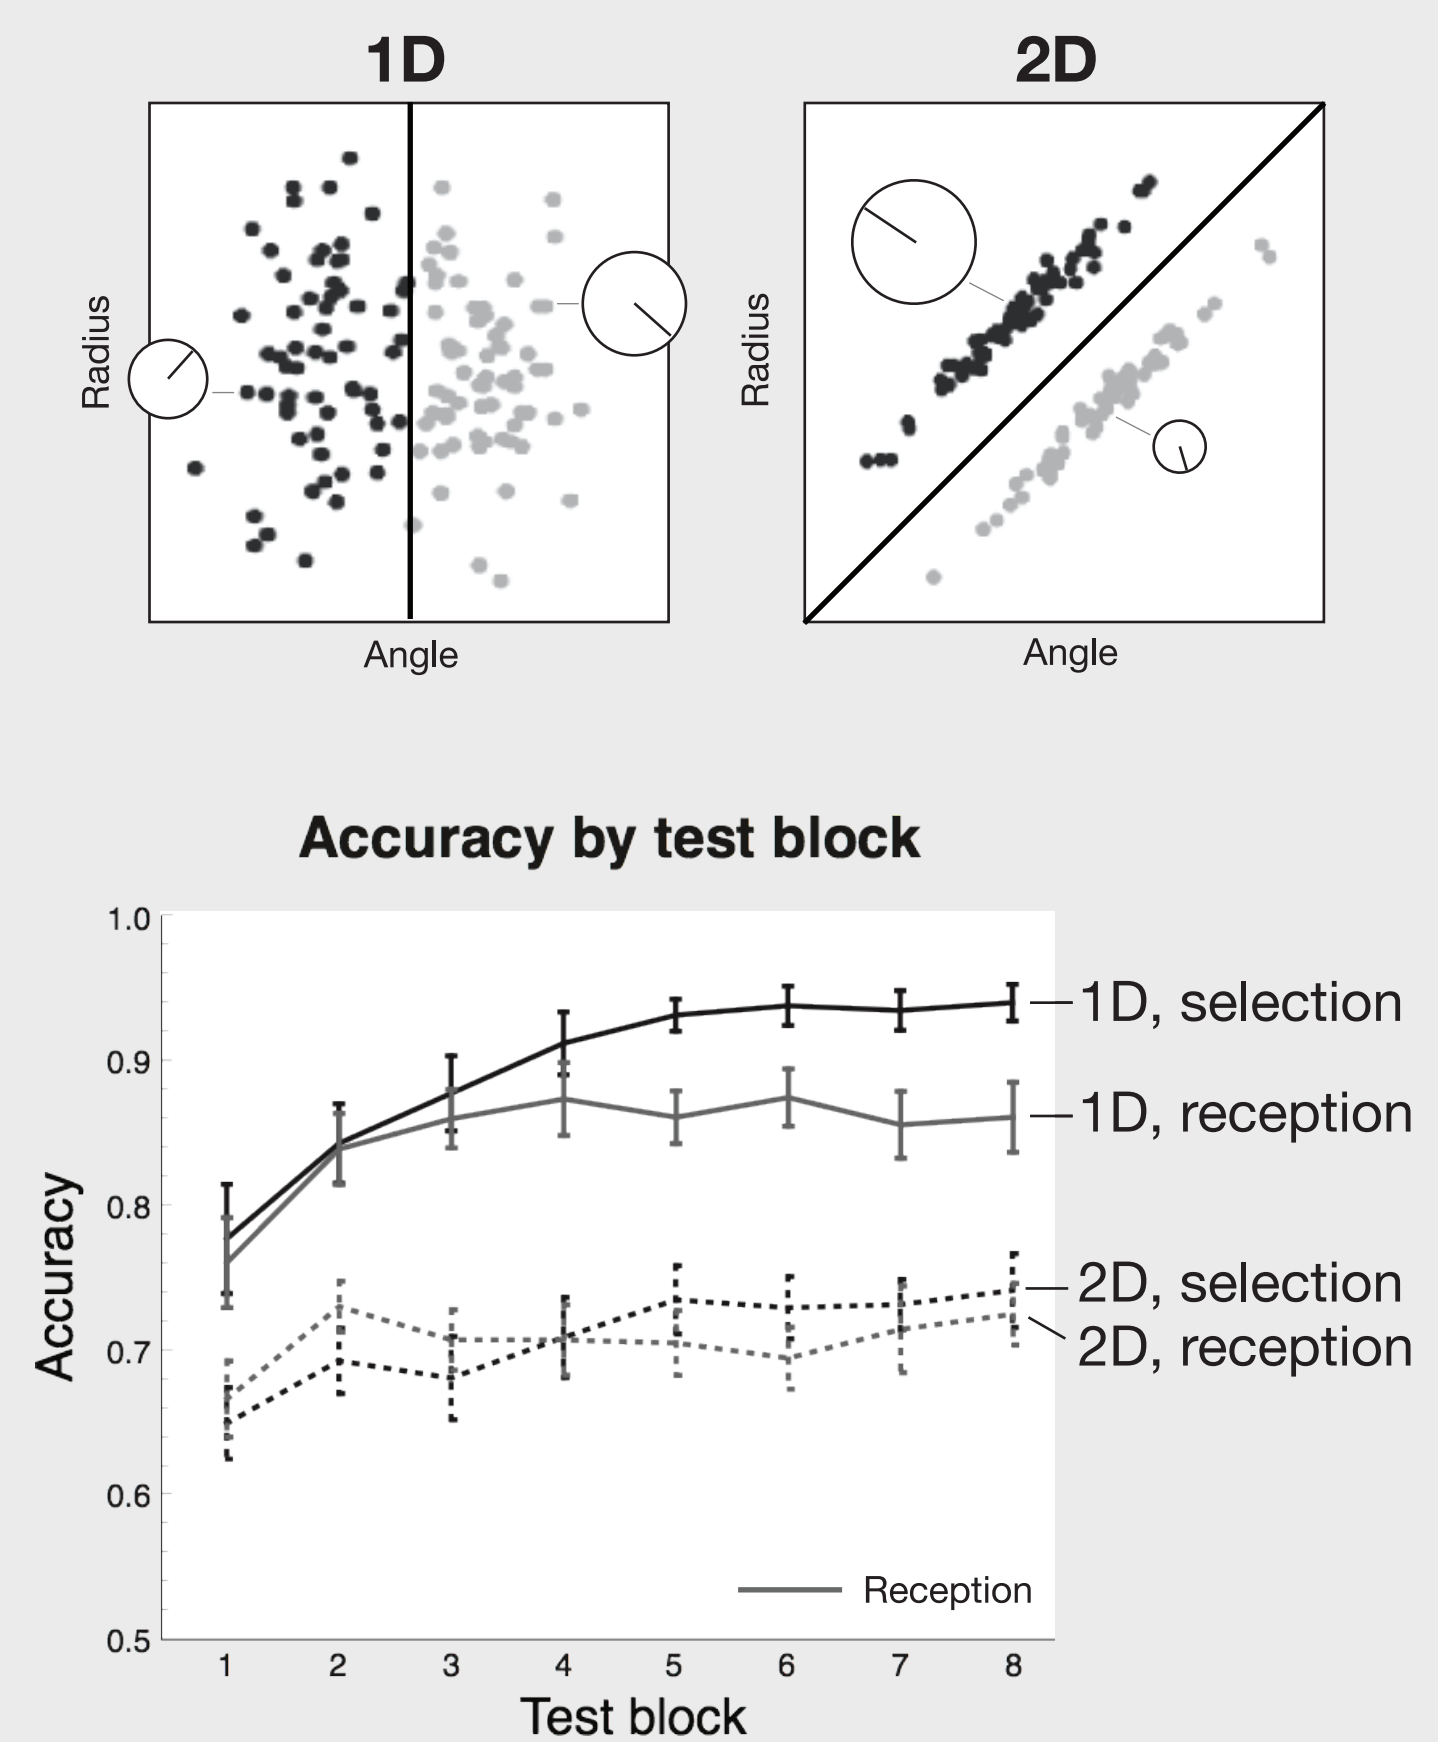 1D
2D
Radius
Radius
Angle
Angle
Accuracy by test block
1.0
0.9
0.8
0.7
0.6
0.5
Accuracy
1D, selection
1D, reception
2D, selection
2D, reception
Reception
1 2 3 4 5 6 7 8
Test block